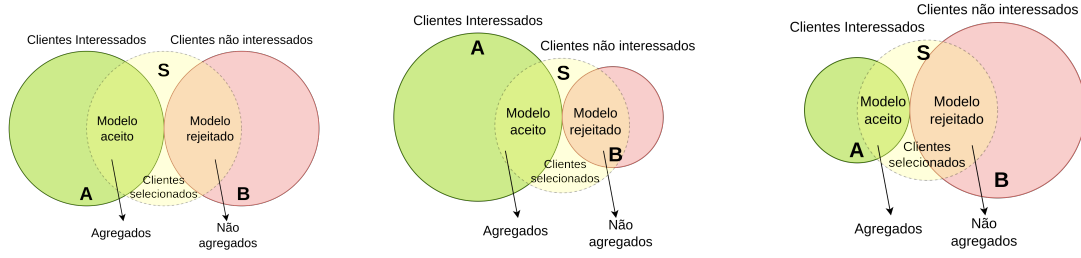 Clientes Interessados
Clientes não interessados
S
Modelo
aceito
Modelo
rejeitado
Clientes
selecionados
A
B
Agregados
Não
agregados
Clientes Interessados
A
Clientes não interessados
S
Modelo
aceito
Modelo
rejeitado
B
Clientes
selecionados
Agregados
Não
agregados
Clientes não interessados
Clientes Interessados
S
Modelo
aceito
Modelo
rejeitado
A
Clientes
selecionados
B
Agregados
Não
agregados